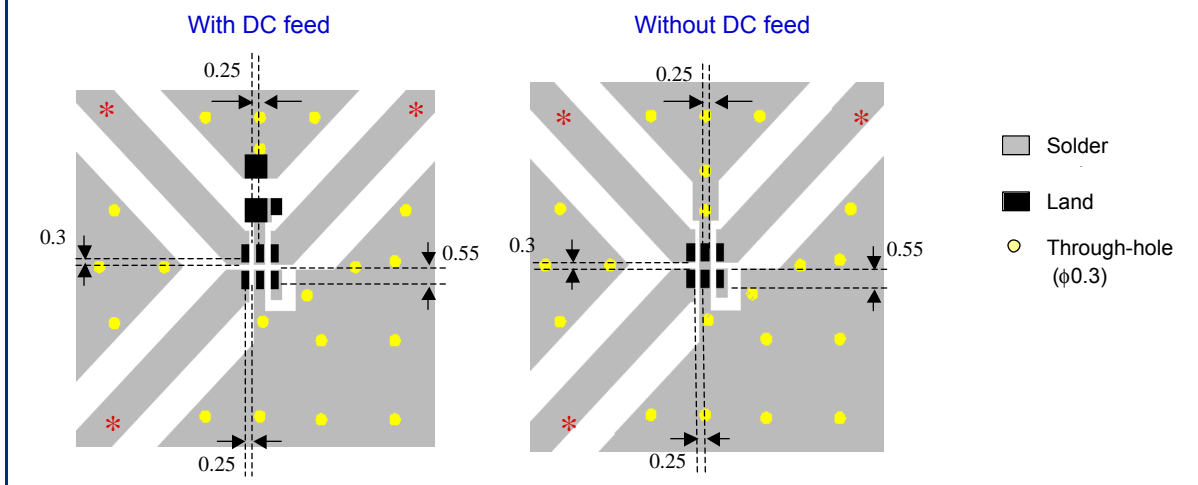 With DC feed
Without DC feed
0.25
0.25
*
*
*
*
Solder
Land
0.3
0.55
0.3
0.55
Through-hole
(ϕ0.3)
*
*
0.25
0.25